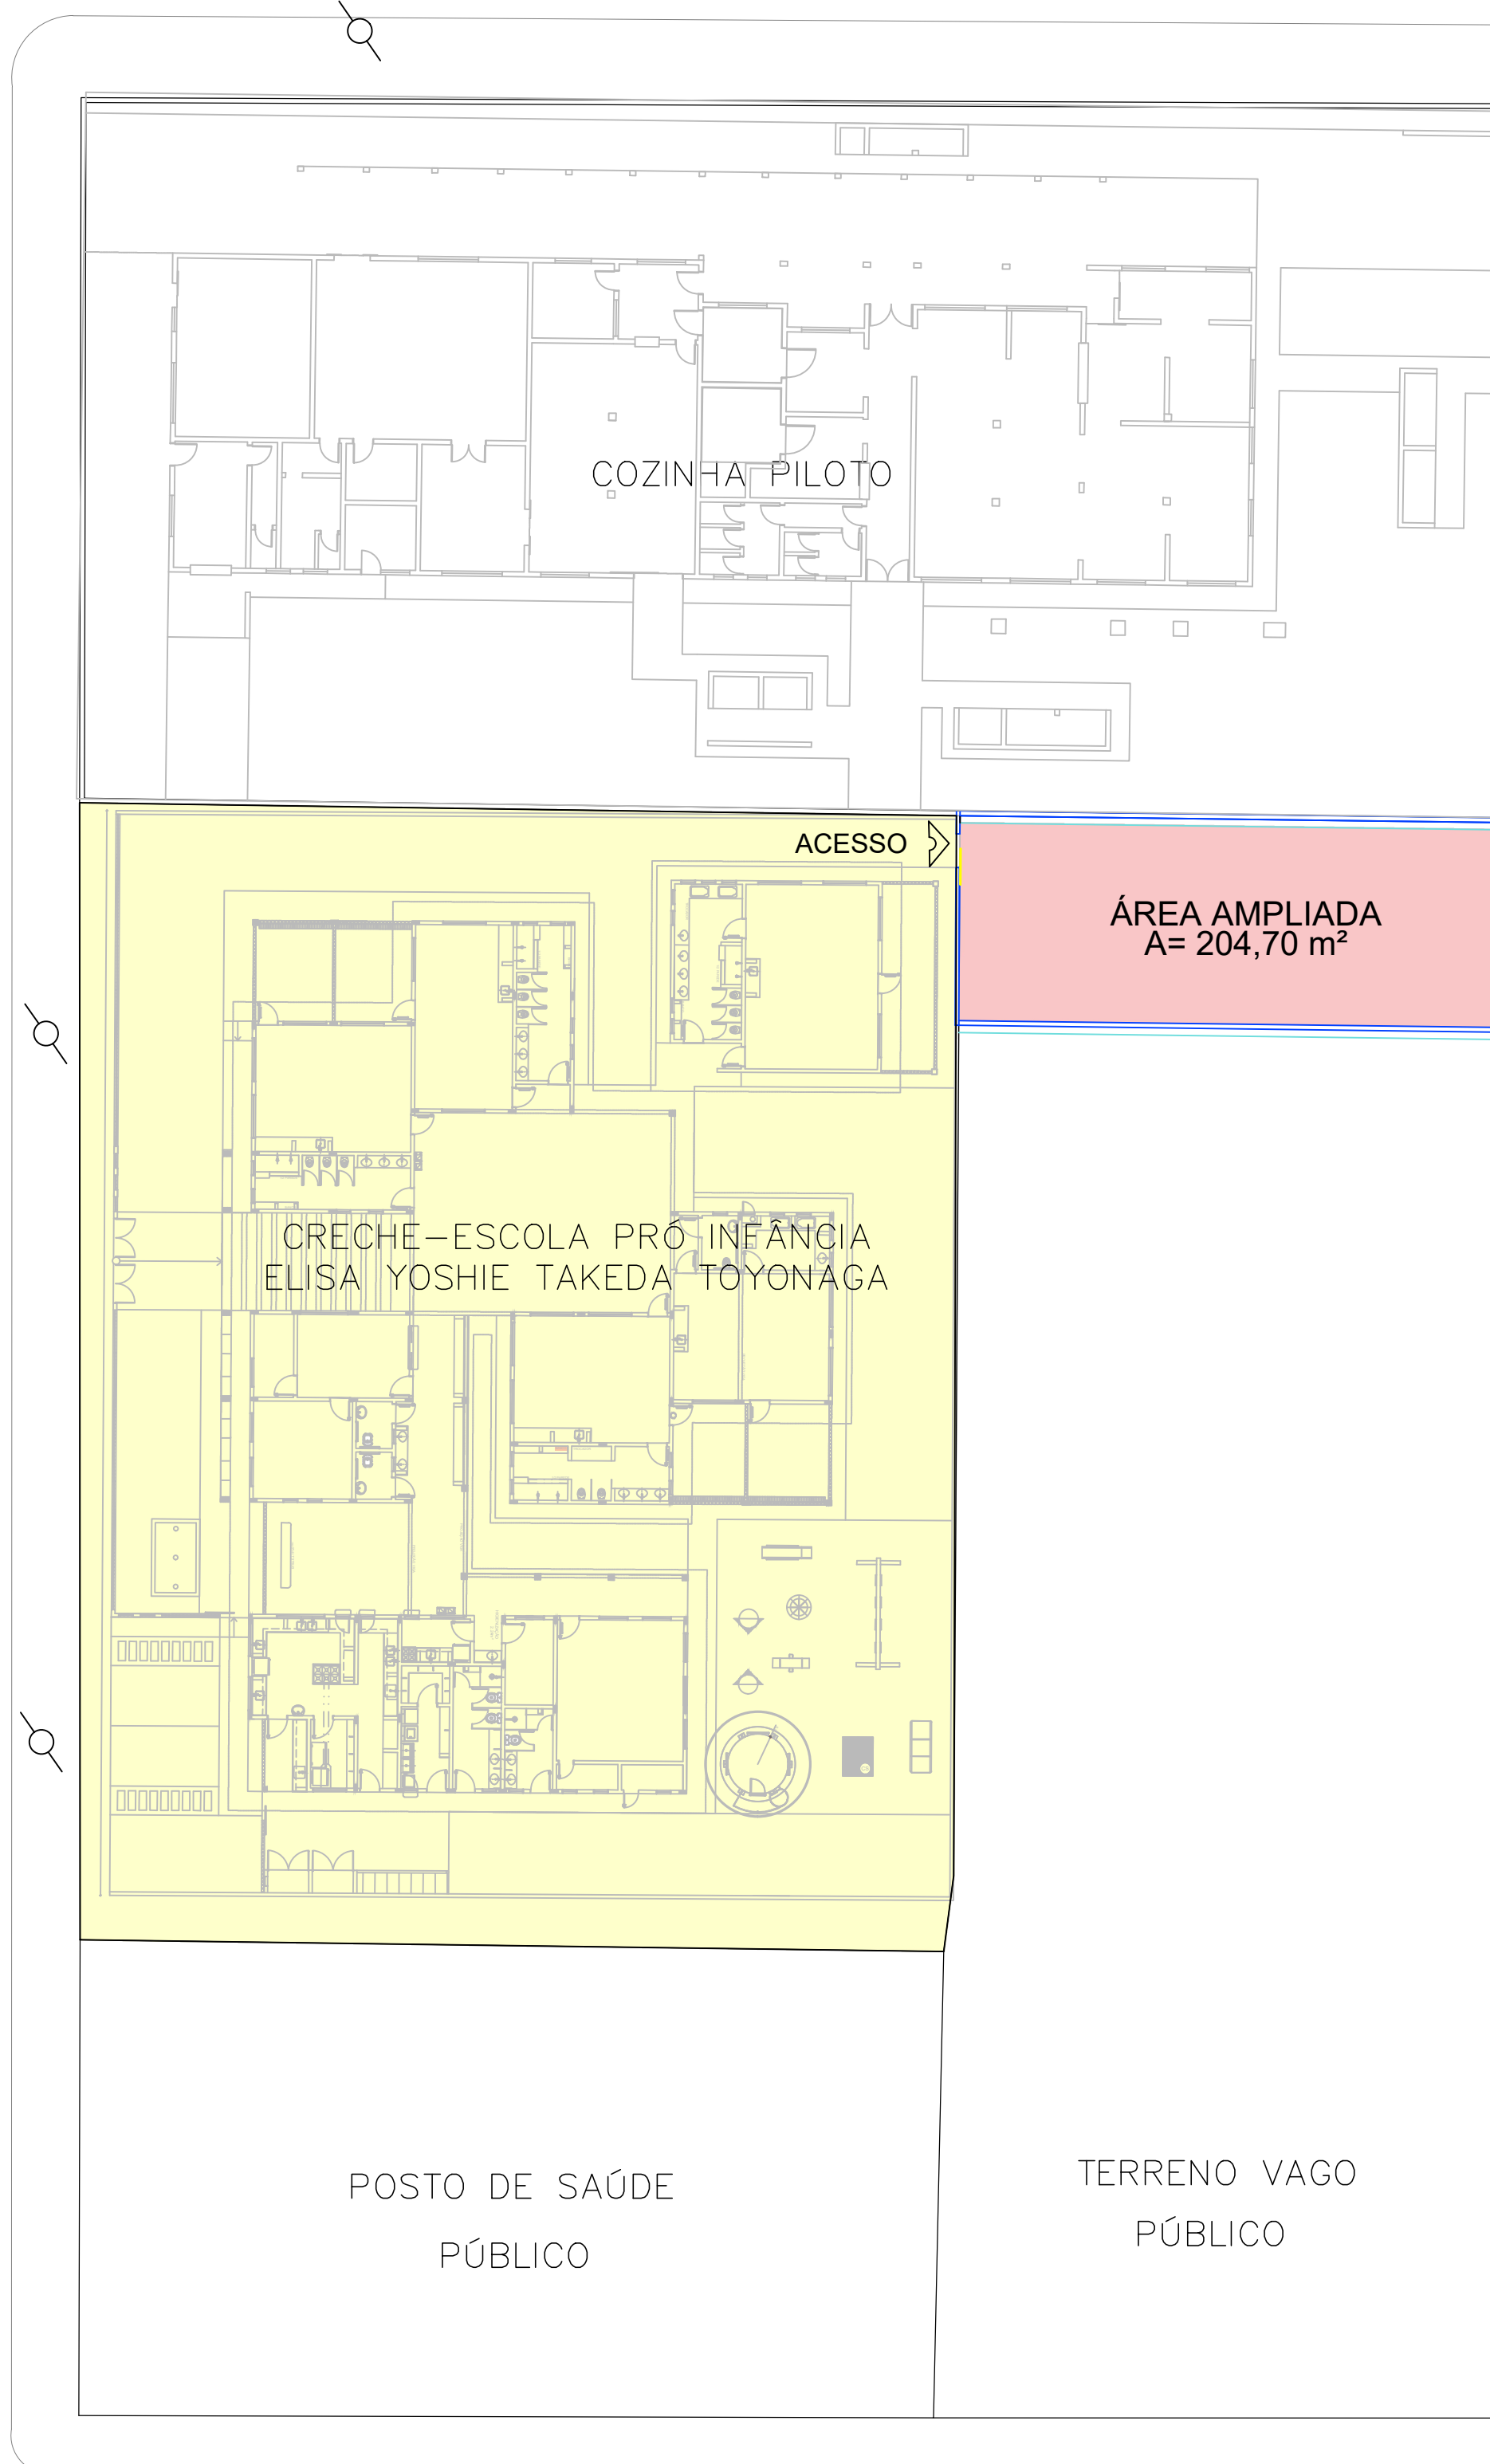 COZINHA PILOTO
ACESSO
ÁREA AMPLIADA
A= 204,70 m²
CRECHE-ESCOLA PRÓ INFÂNCIA
ELISA YOSHIE TAKEDA TOYONAGA
POSTO DE SAÚDE
PÚBLICO
TERRENO VAGO
PÚBLICO